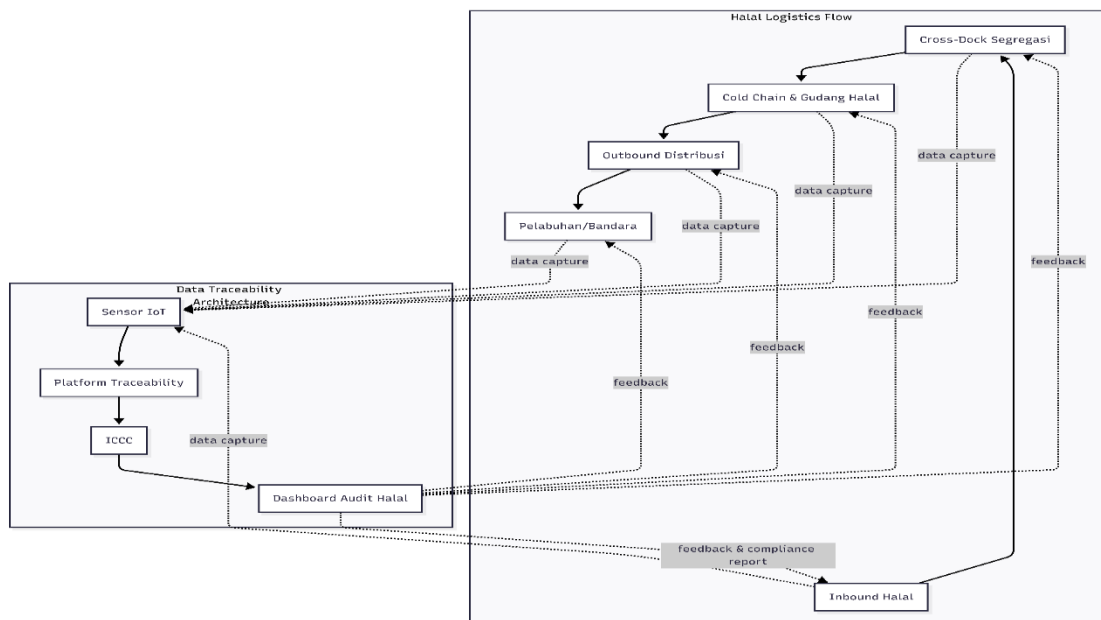 Halal Logistics Flow
Cross-Dock Segregasi
Cold Chain & Gudang Halal
Outbound Distribusi
data capture
data capture
Pelabuhan/Bandara
data capture
data capture
feedback
Data Traceability
Architecture
Sensor IoT
feedback
feedback
Platform Traceability
feedback
ICCC
data capture
Dashboard Audit Halal
feedback & compliance
report
Inbound Halal